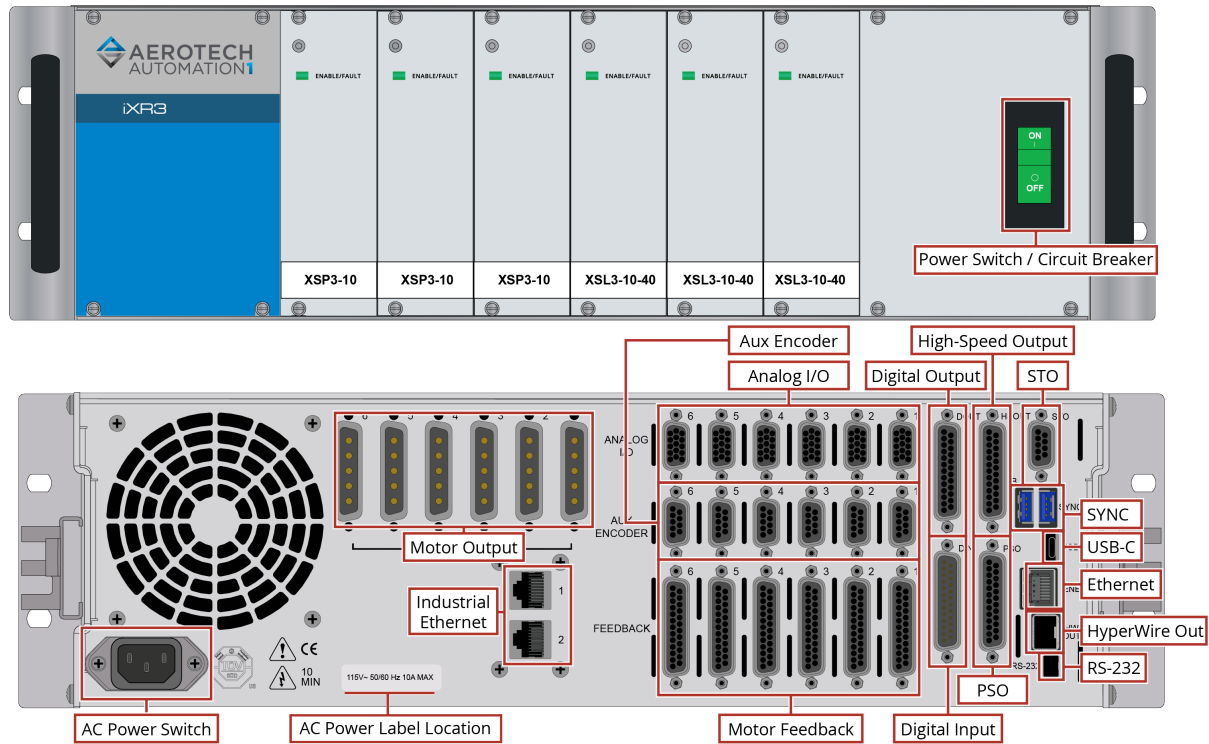 AEROTECH
AUTOMATION1
iXR3
ENABLE/FAULT
ENABLE/FAULT
ENABLE/FAULT
ENABLE/FAULT
ENABLE/FAULT
ENABLE/FAULT
ON
OFF
Power Switch / Circuit Breaker
XSP3-10
XSP3-10
XSP3-10
XSL3-10-40
XSL3-10-40
XSL3-10-40
Aux Encoder
High-Speed Output
Analog I/O
Digital Output
STO
6 5 4 3 2
ANALOG
I/O
6 5 4 3 2 1
STO
AUX
ENCODER
6 5 4 3 2 1
SYNC
Motor Output
USB-C
PSO
FEEDBACK
6 5 4 3 2 1
Ethernet
Industrial
Ethernet
1
2
HyperWire Out
RS-232
10
MIN
115V~ 50/60 Hz 10A MAX
PSO
AC Power Switch
AC Power Label Location
Motor Feedback
Digital Input